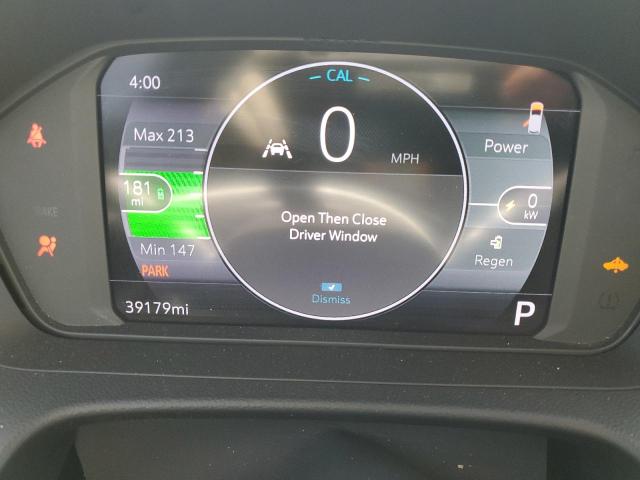 4:00
CAL
Max 213
0
MPH
Power
181
mi
0
kW
Open Then Close
Driver Window
Min 147
Regen
PARK
Dismiss
39179mi
P